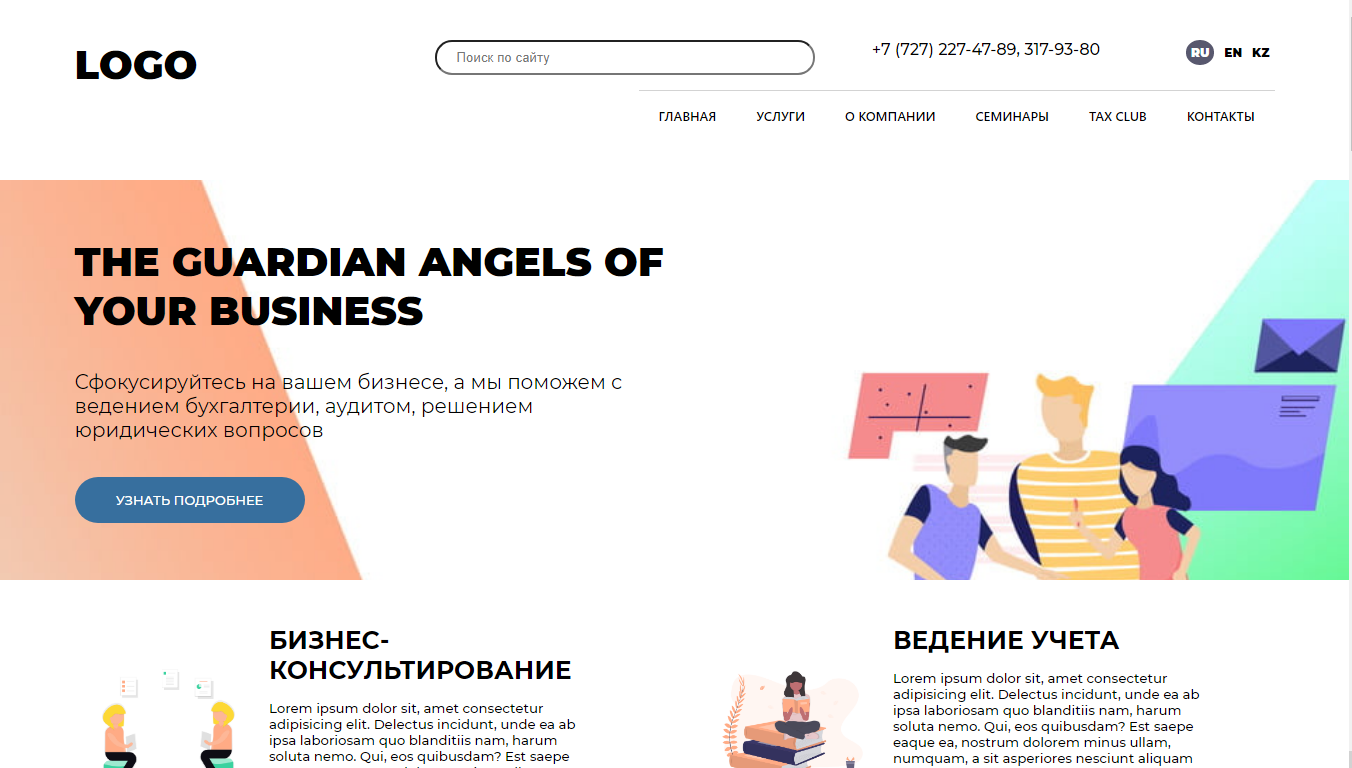 LOGO
Поиск по сайту
+7 (727) 227-47-89, 317-93-80
RU EN KZ
ГЛАВНАЯ УСЛУГИ О КОМПАНИИ СЕМИНАРЫ TAX CLUB КОНТАКТЫ
THE GUARDIAN ANGELS OF
YOUR BUSINESS
Сфокусируйтесь на вашем бизнесе, а мы поможем с
ведением бухгалтерии, аудитом, решением
юридических вопросов
УЗНАТЬ ПОДРОБНЕЕ
БИЗНЕС-
КОНСУЛЬТИРОВАНИЕ
Lorem ipsum dolor sit, amet consectetur
adipisicing elit. Delectus incidunt, unde ea ab
ipsa laboriosam quo blanditiis nam, harum
soluta nemo. Qui, eos quibusdam? Est saepe
ВЕДЕНИЕ УЧЕТА
Lorem ipsum dolor sit, amet consectetur
adipisicing elit. Delectus incidunt, unde ea ab
ipsa laboriosam quo blanditiis nam, harum
soluta nemo. Qui, eos quibusdam? Est saepe
eaque ea, nostrum dolorem minus ullam,
numquam, a sit asperiores nesciunt aliquam